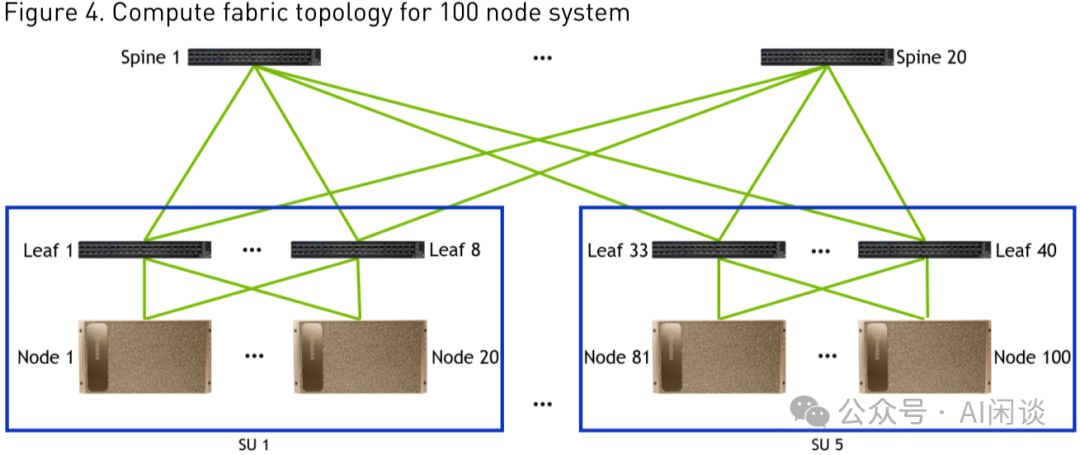 Figure 4. Compute fabric topology for 100 node system
Spine 1 ... Spine 20
Leaf 1 ... Leaf 8 Leaf 33 ... Leaf 40
Node 1 ... Node 20 Node 81 ... Node 100
...
公众号 · AI闲谈
SU 1 SU 5